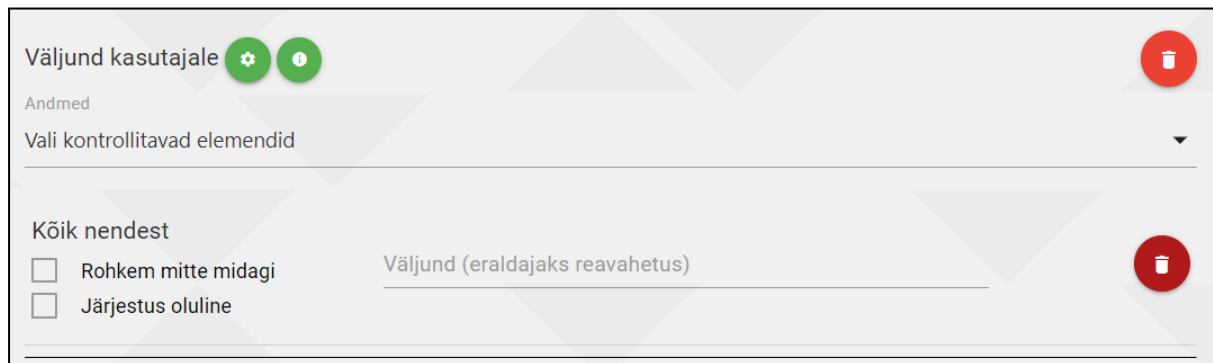 Väljund kasutajale
Andmed
Vali kontrollitavad elemendid
Kõik nendest
Rohkem mitte midagi
Väljund (eraldajaks reavahetus)
Järjestus oluline